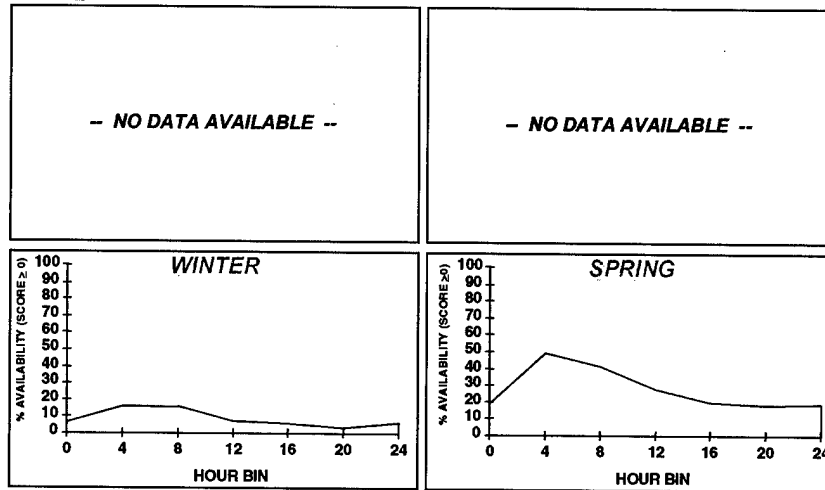 -- NO DATA AVAILABLE --
-- NO DATA AVAILABLE --
WINTER
% AVAILABILITY (SCORE ≥ 0)
100
90
80
70
60
50
40
30
20
10
0
0 4 8 12 16 20 24
HOUR BIN
SPRING
% AVAILABILITY (SCORE ≥0)
100
90
80
70
60
50
40
30
20
10
0
0 4 8 12 16 20 24
HOUR BIN